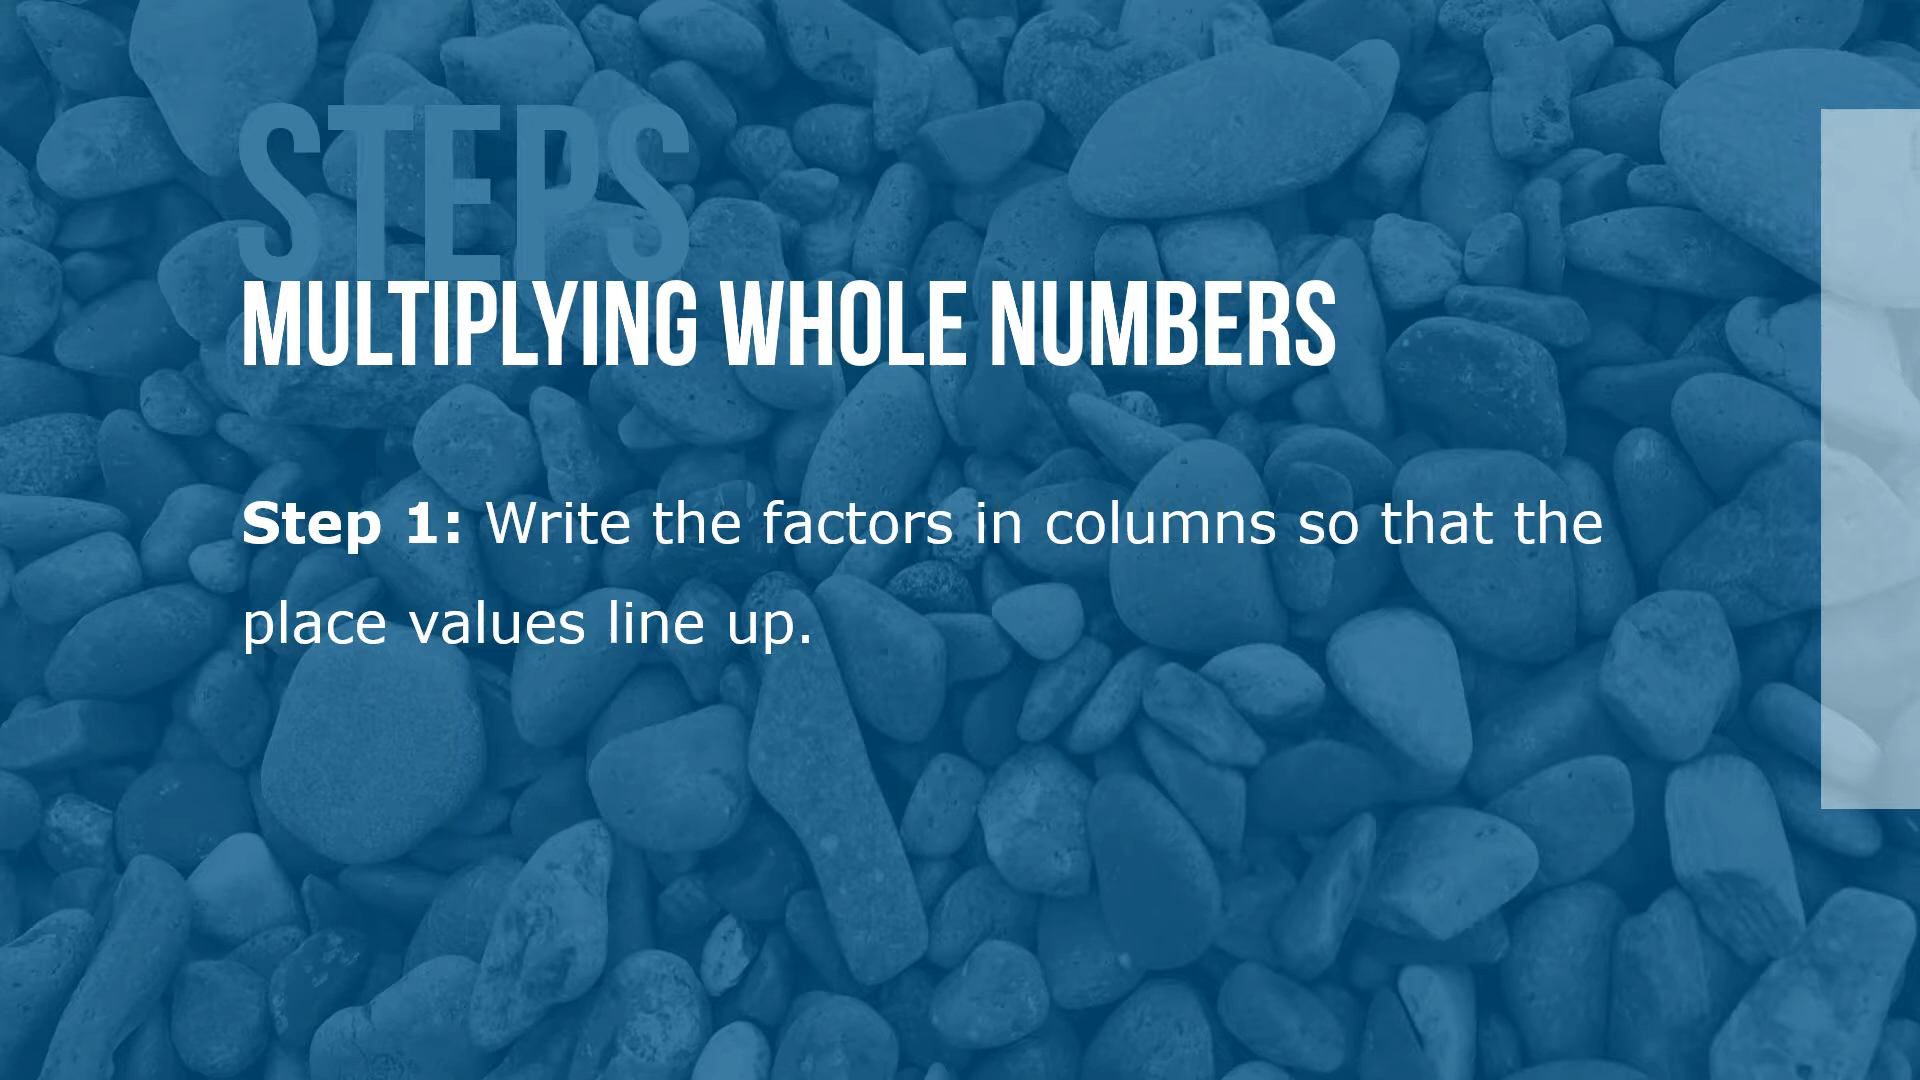 STEPS
MULTIPLYING WHOLE NUMBERS
Step 1: Write the factors in columns so that the
place values line up.